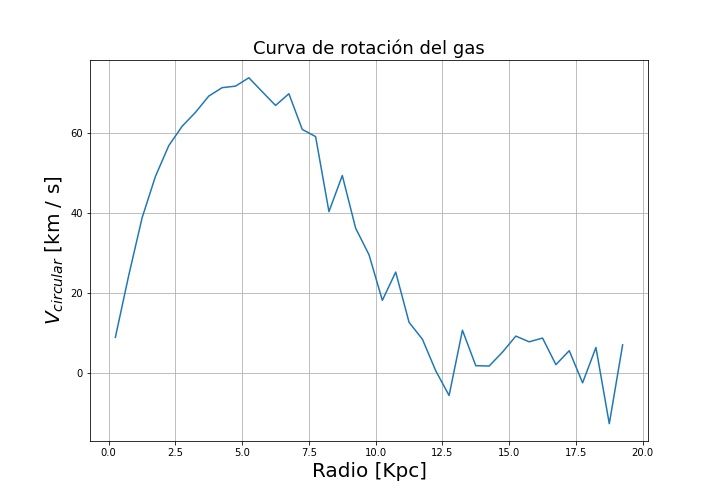 Curva de rotación del gas
V_circular [km / s]
60
40
20
0
0.0 2.5 5.0 7.5 10.0 12.5 15.0 17.5 20.0
Radio [Kpc]